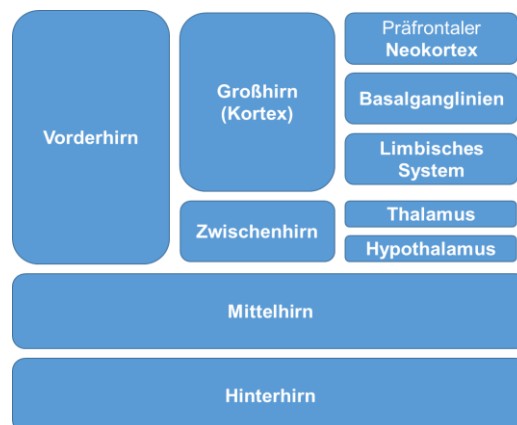 Vorderhirn
Großhirn
(Kortex)
Präfrontaler
Neokortex
Basalganglinien
Limbisches
System
Zwischenhirn
Thalamus
Hypothalamus
Mittelhirn
Hinterhirn